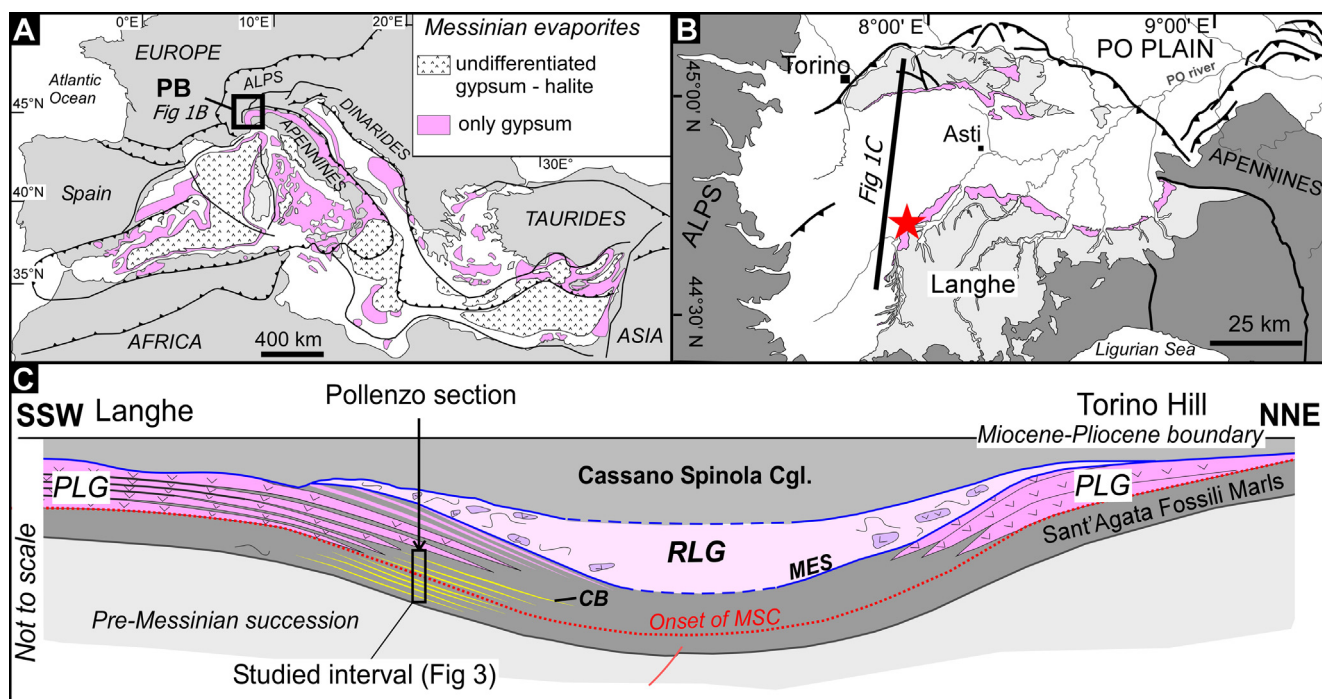 A
0°E
10°E
20°E
EUROPE
Atlantic
Ocean
ALPS
PB
Fig 1B
45°N
DINARIDES
APENNINES
Spain
40°N
35°N
30°E
TAURIDES
AFRICA
400 km
ASIA
Messinian evaporites
undifferentiated
gypsum - halite
only gypsum
B
8°00' E
9°00' E
PO PLAIN
Torino
PO river
45°00' N
Asti
Fig 1C
ALPS
APENNINES
Langhe
44°30' N
25 km
Ligurian Sea
C
Pollenzo section
SSW Langhe
Torino Hill
NNE
Miocene-Pliocene boundary
Cassano Spinola Cgl.
PLG
PLG
Sant'Agata Fossili Marls
RLG
MES
CB
Onset of MSC
Not to scale
Pre-Messinian succession
Studied interval (Fig 3)